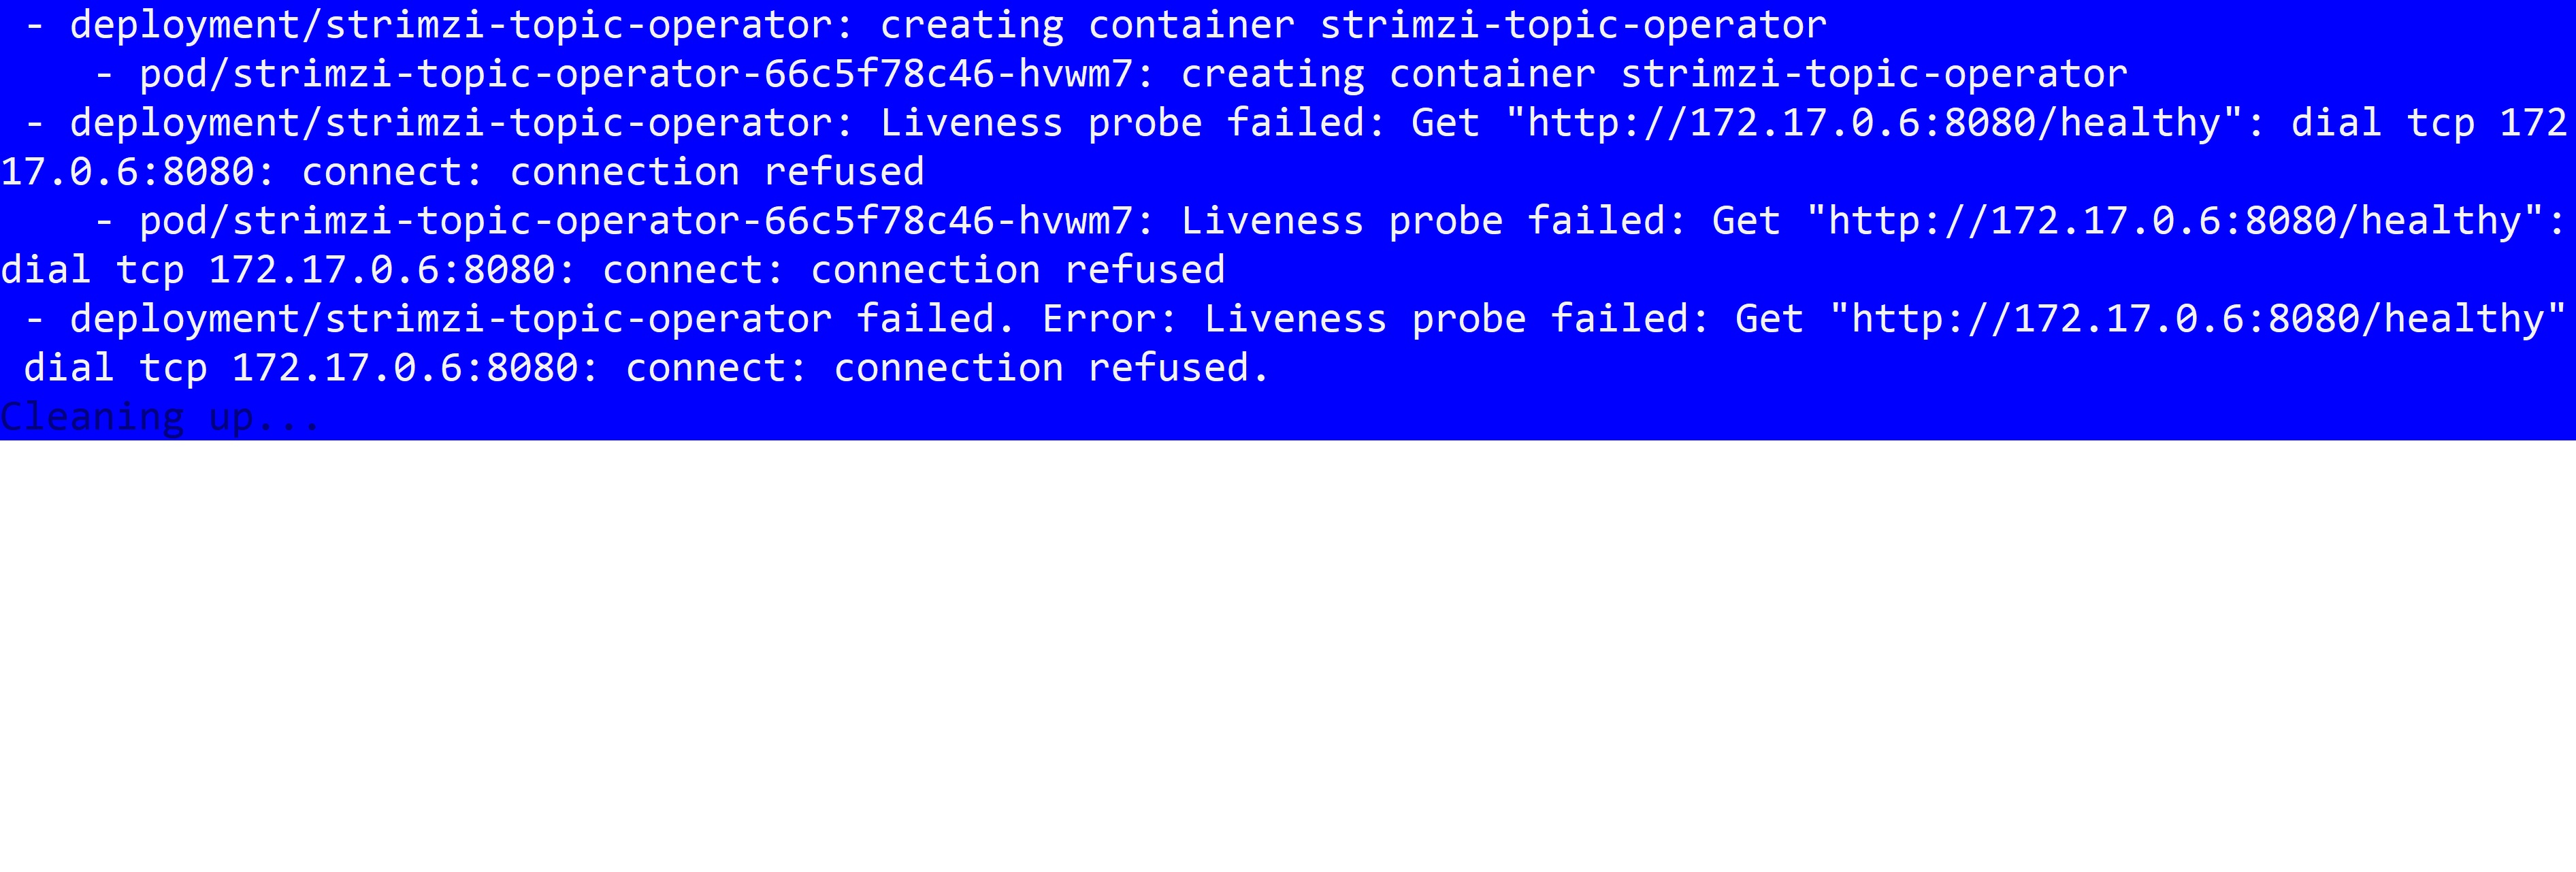 - deployment/strimzi-topic-operator: creating container strimzi-topic-operator
- pod/strimzi-topic-operator-66c5f78c46-hvwm7: creating container strimzi-topic-operator
- deployment/strimzi-topic-operator: Liveness probe failed: Get "http://172.17.0.6:8080/healthy": dial tcp 172
17.0.6:8080: connect: connection refused
- pod/strimzi-topic-operator-66c5f78c46-hvwm7: Liveness probe failed: Get "http://172.17.0.6:8080/healthy":
dial tcp 172.17.0.6:8080: connect: connection refused
- deployment/strimzi-topic-operator failed. Error: Liveness probe failed: Get "http://172.17.0.6:8080/healthy"
dial tcp 172.17.0.6:8080: connect: connection refused.
Cleaning up...